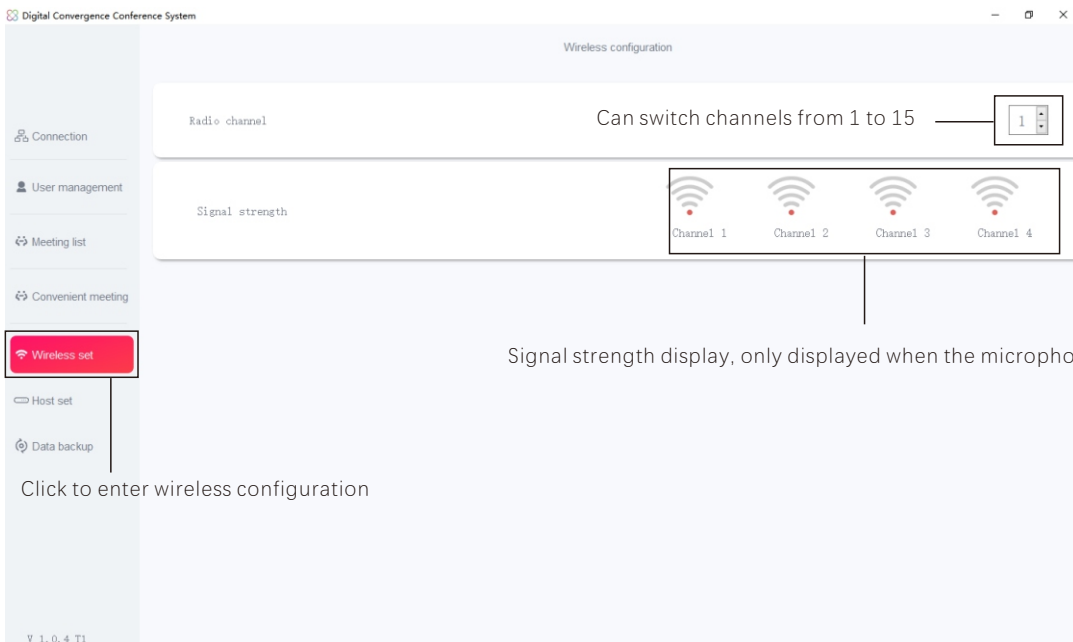 Digital Convergence Conference System
Wireless configuration
Radio channel
Can switch channels from 1 to 15
1
Connection
User management
Signal strength
Channel 1 Channel 2 Channel 3 Channel 4
Meeting list
Convenient meeting
Wireless set
Signal strength display, only displayed when the
Host set
Data backup
Click to enter wireless configuration
V 1.0.4 T1